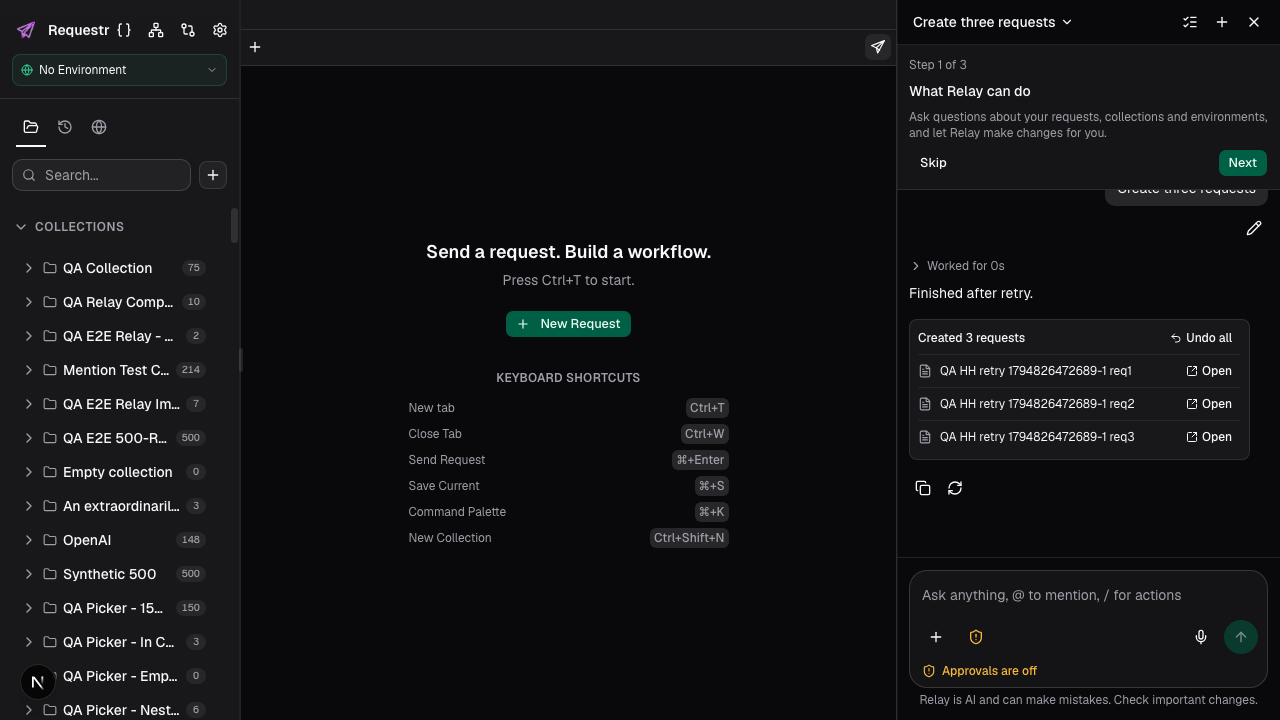 Requestr
No Environment
Search...
COLLECTIONS
QA Collection 75
QA Relay Comp... 10
QA E2E Relay - ... 2
Mention Test C... 214
QA E2E Relay Im... 7
QA E2E 500-R... 500
Empty collection 0
An extraordinaril... 3
OpenAI 148
Synthetic 500 500
QA Picker - 15... 150
QA Picker - In C... 3
QA Picker - Emp... 0
QA Picker - Nest... 6
N
Send a request. Build a workflow.
Press Ctrl+T to start.
New Request
KEYBOARD SHORTCUTS
New tab Ctrl+T
Close Tab Ctrl+W
Send Request ⌘+Enter
Save Current ⌘+S
Command Palette ⌘+K
New Collection Ctrl+Shift+N
Create three requests
Step 1 of 3
What Relay can do
Ask questions about your requests, collections and environments,
and let Relay make changes for you.
Skip Next
Create three requests
Worked for 0s
Finished after retry.
Created 3 requests Undo all
QA HH retry 1794826472689-1 req1 Open
QA HH retry 1794826472689-1 req2 Open
QA HH retry 1794826472689-1 req3 Open
Ask anything, @ to mention, / for actions
Approvals are off
Relay is AI and can make mistakes. Check important changes.